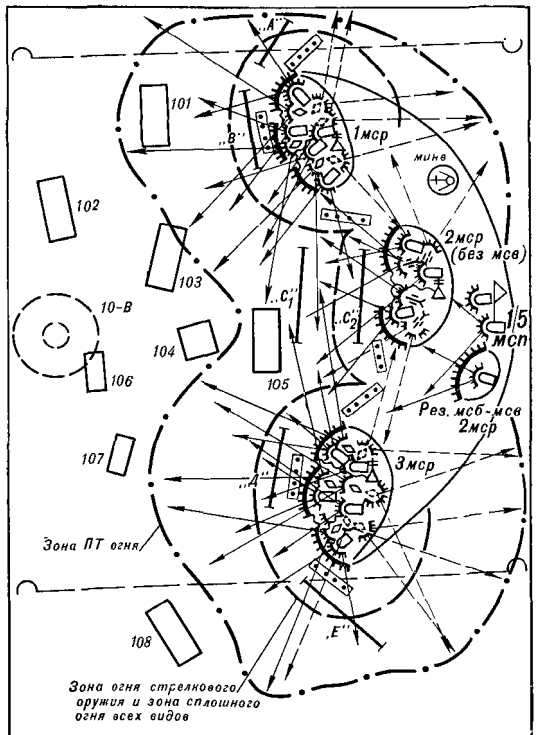 „А"
101
1мср
„В"
минв
102
2мср
(без мсв)
103
„С₁"
„С₂"
1/5
мсп
10-В
104
105
106
Рез. мсб-мсв
2мср
107
„Д"
3мср
Зона ПТ огня
Е
108
„Е"
Зона огня стрелкового
оружия и зона сплошного
огня всех видов